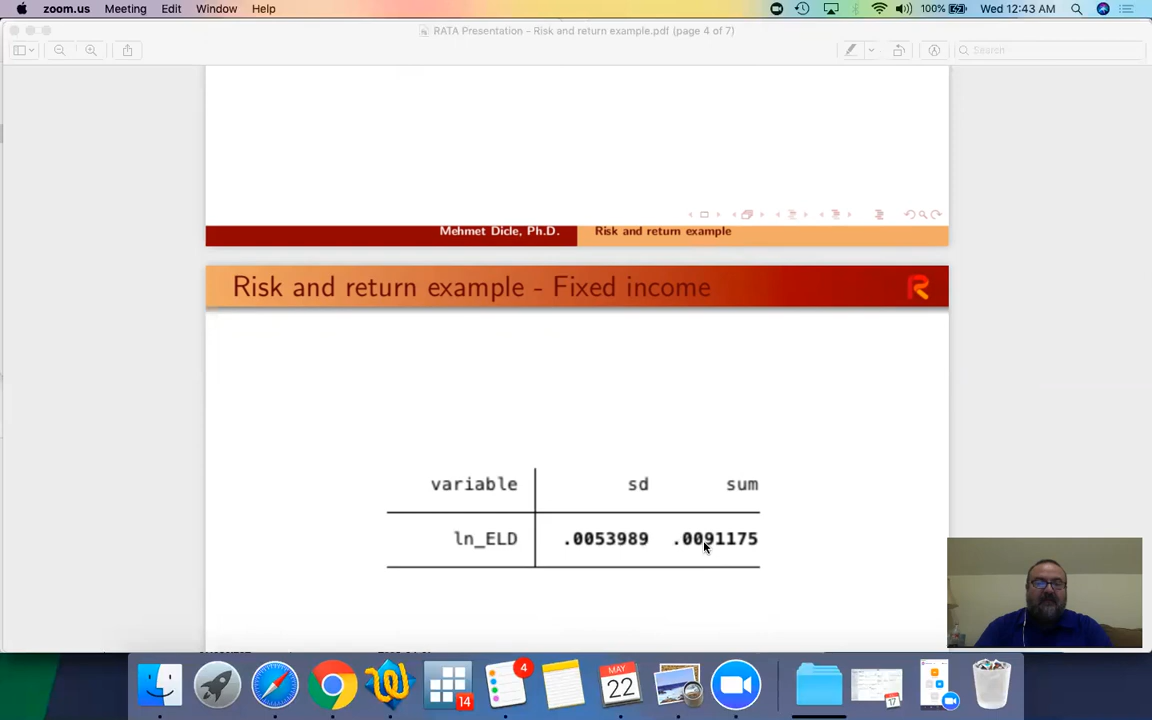 zoom.us Meeting Edit Window Help 100% Wed 12:43 AM
RATA Presentation - Risk and return example.pdf (page 4 of 7)
Search
Mehmet Dicle, Ph.D. Risk and return example
Risk and return example - Fixed income
R
variable sd sum
ln_ELD .0053989 .0091175
4
14
MAY
22
17